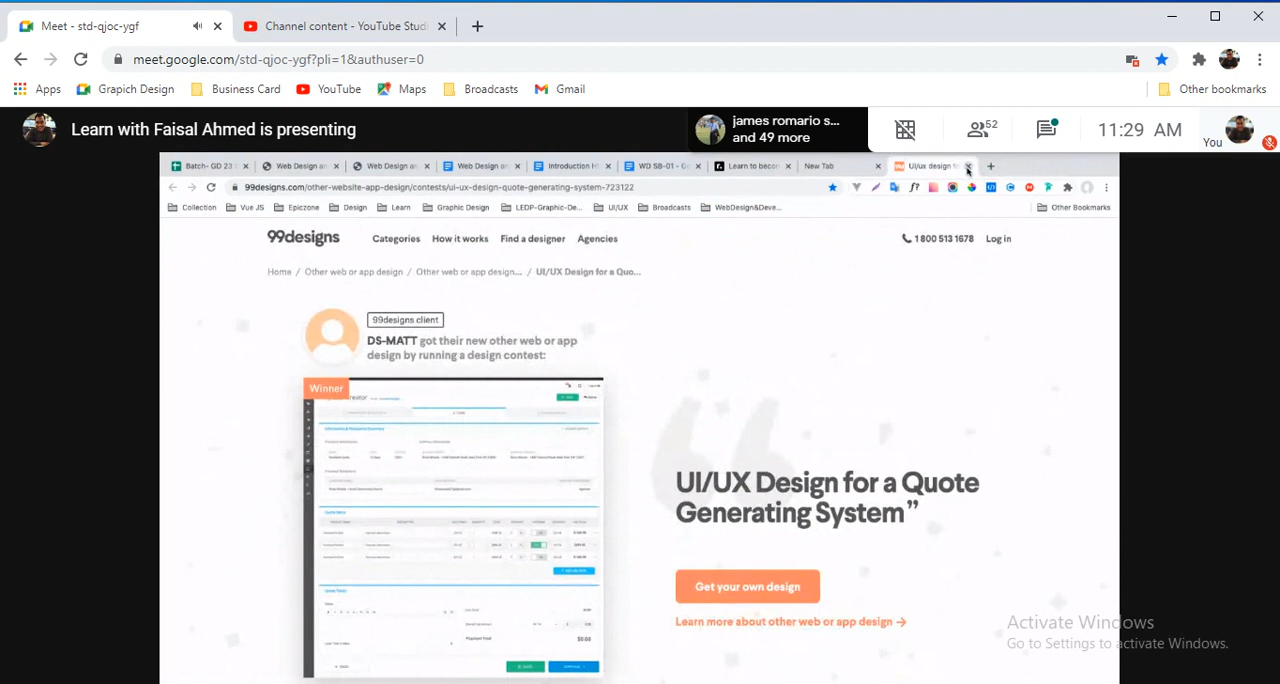 Meet - std-qjoc-ygf
Channel content - YouTube Studi
meet.google.com/std-qjoc-ygf?pli=1&authuser=0
Apps
Grapich Design
Business Card
YouTube
Maps
Broadcasts
Gmail
Other bookmarks
Learn with Faisal Ahmed is presenting
james romario s...
and 49 more
52
11:29 AM
You
Batch- GD 23
Web Design an
Web Design an
Web Design an
Introduction H
WD SB-01 - G
Learn to beco
New Tab
UI/ux design fo
99designs.com/other-website-app-design/contests/ui-ux-design-quote-generating-system-723122
Collection
Vue JS
Epiczone
Design
Learn
Graphic Design
LEDP-Graphic-De...
UI/UX
Broadcasts
WebDesign&Deve...
Other Bookmarks
99designs
Categories
How it works
Find a designer
Agencies
1 800 513 1678
Log in
Home / Other web or app design / Other web or app design... / UI/UX Design for a Quo...
99designs client
DS-MATT got their new other web or app
design by running a design contest:
Winner
UI/UX Design for a Quote
Generating System”
Get your own design
Learn more about other web or app design →
Activate Windows
Go to Settings to activate Windows.